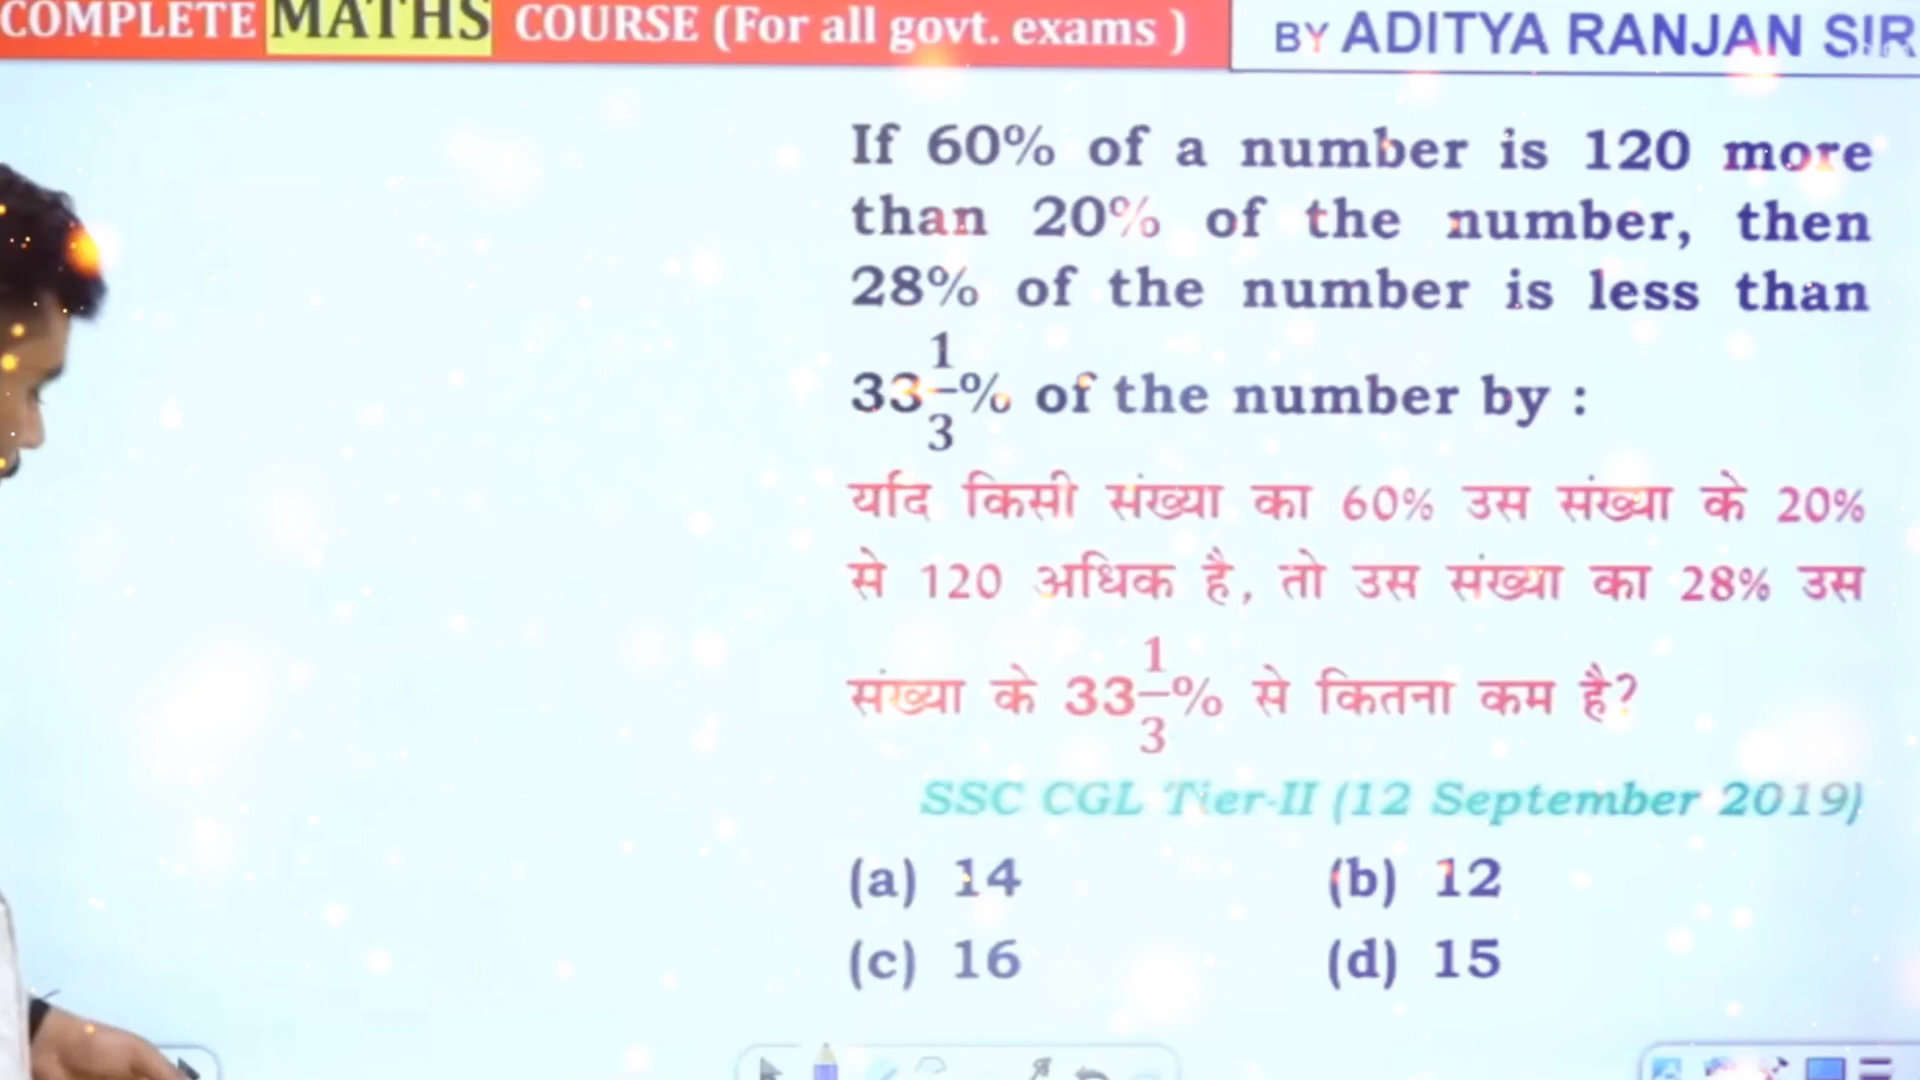 COMPLETE MATHS COURSE (For all govt. exams )
BY ADITYA RANJAN SIR
If 60% of a number is 120 more
than 20% of the number, then
28% of the number is less than
33 1/3 % of the number by :
यदि किसी संख्या का 60% उस संख्या के 20%
से 120 अधिक है, तो उस संख्या का 28% उस
संख्या के 33 1/3 % से कितना कम है?
SSC CGL Tier-II (12 September 2019)
(a) 14 (b) 12
(c) 16 (d) 15